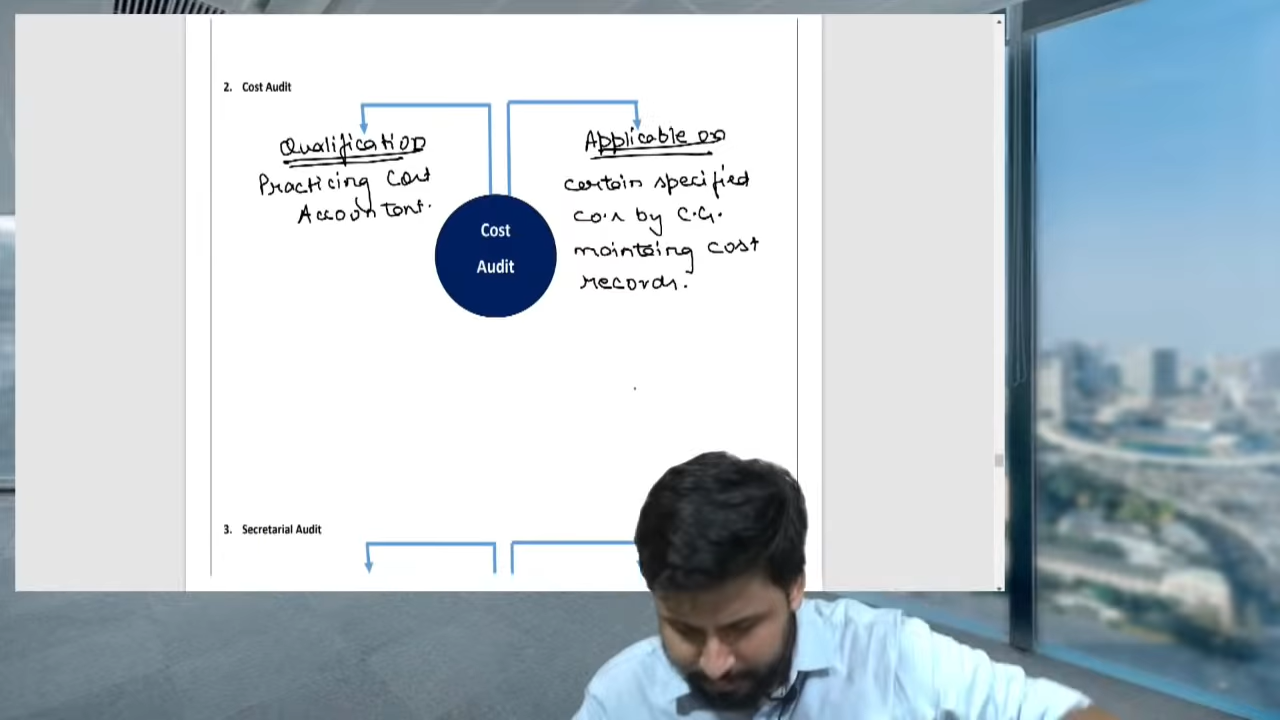 2. Cost Audit
Qualification
Practicing Cost
Accountant.
Cost
Audit
Applicable on
certain specified
co.s by C.G.
maintaing cost
records.
3. Secretarial Audit